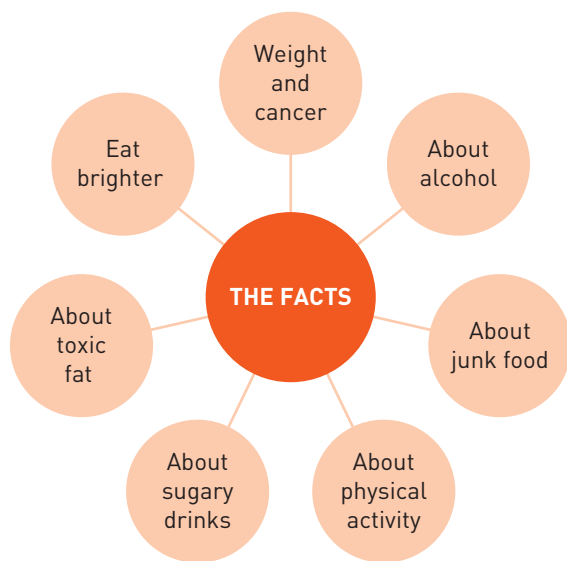 Weight
and
cancer
Eat
brighter
About
alcohol
THE FACTS
About
toxic
fat
About
junk food
About
sugary
drinks
About
physical
activity